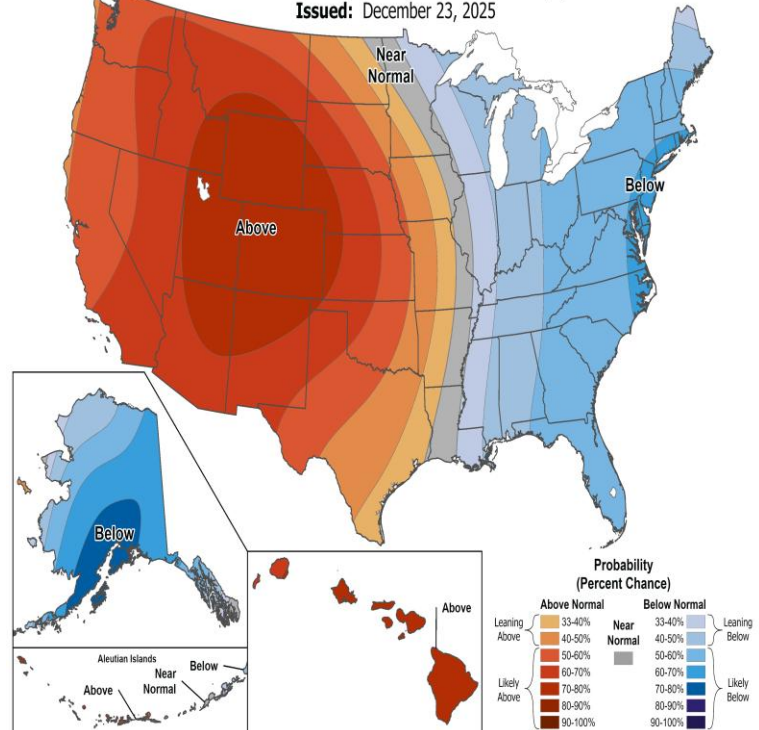 Issued: December 23, 2025
Near
Normal
Above
Below
Below
Aleutian Islands
Above
Near
Normal
Below
Above
Probability
(Percent Chance)
Above Normal
Leaning
Above
33-40%
40-50%
Likely
Above
50-60%
60-70%
70-80%
80-90%
90-100%
Near
Normal
Below Normal
33-40%
40-50%
Leaning
Below
50-60%
60-70%
70-80%
80-90%
90-100%
Likely
Below